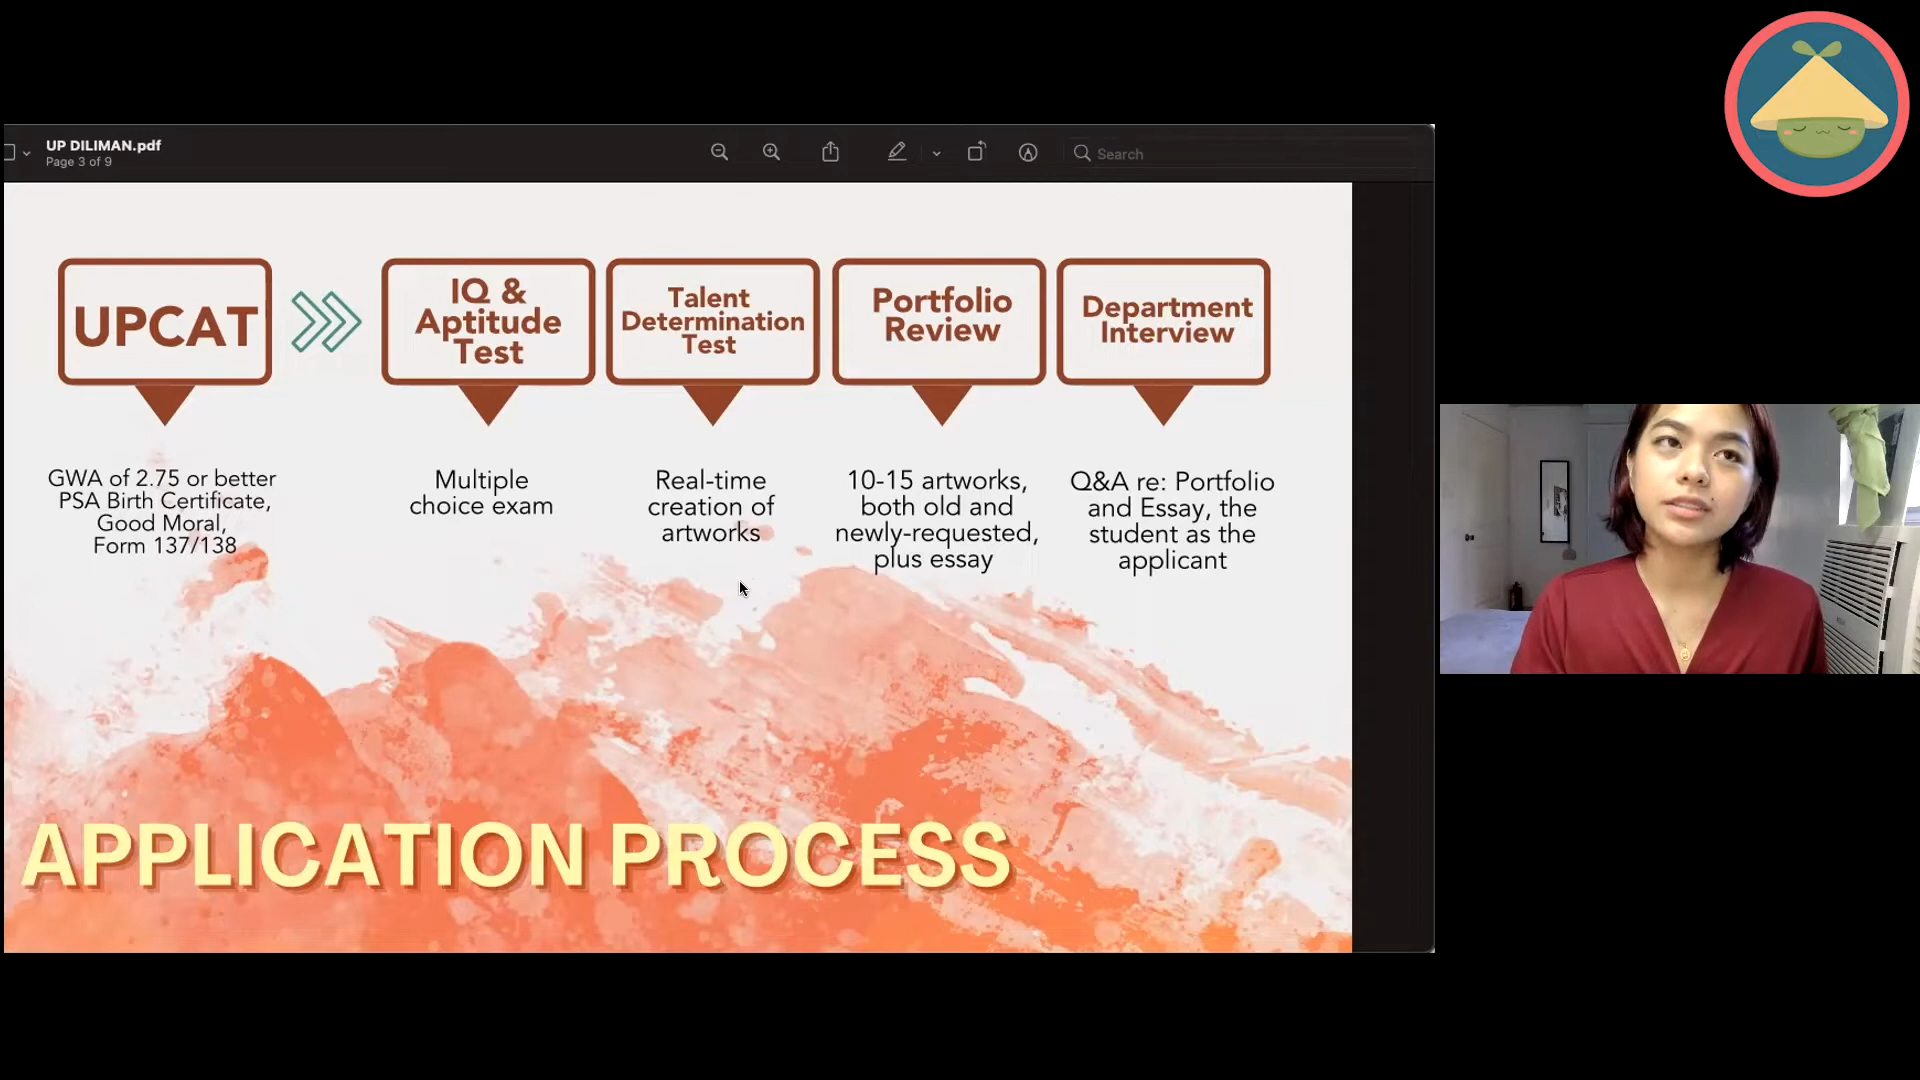 UP DILIMAN.pdf
Page 3 of 9
Search
UPCAT
IQ &
Aptitude
Test
Talent
Determination
Test
Portfolio
Review
Department
Interview
GWA of 2.75 or better
PSA Birth Certificate,
Good Moral,
Form 137/138
Multiple
choice exam
Real-time
creation of
artworks
10-15 artworks,
both old and
newly-requested,
plus essay
Q&A re: Portfolio
and Essay, the
student as the
applicant
APPLICATION PROCESS